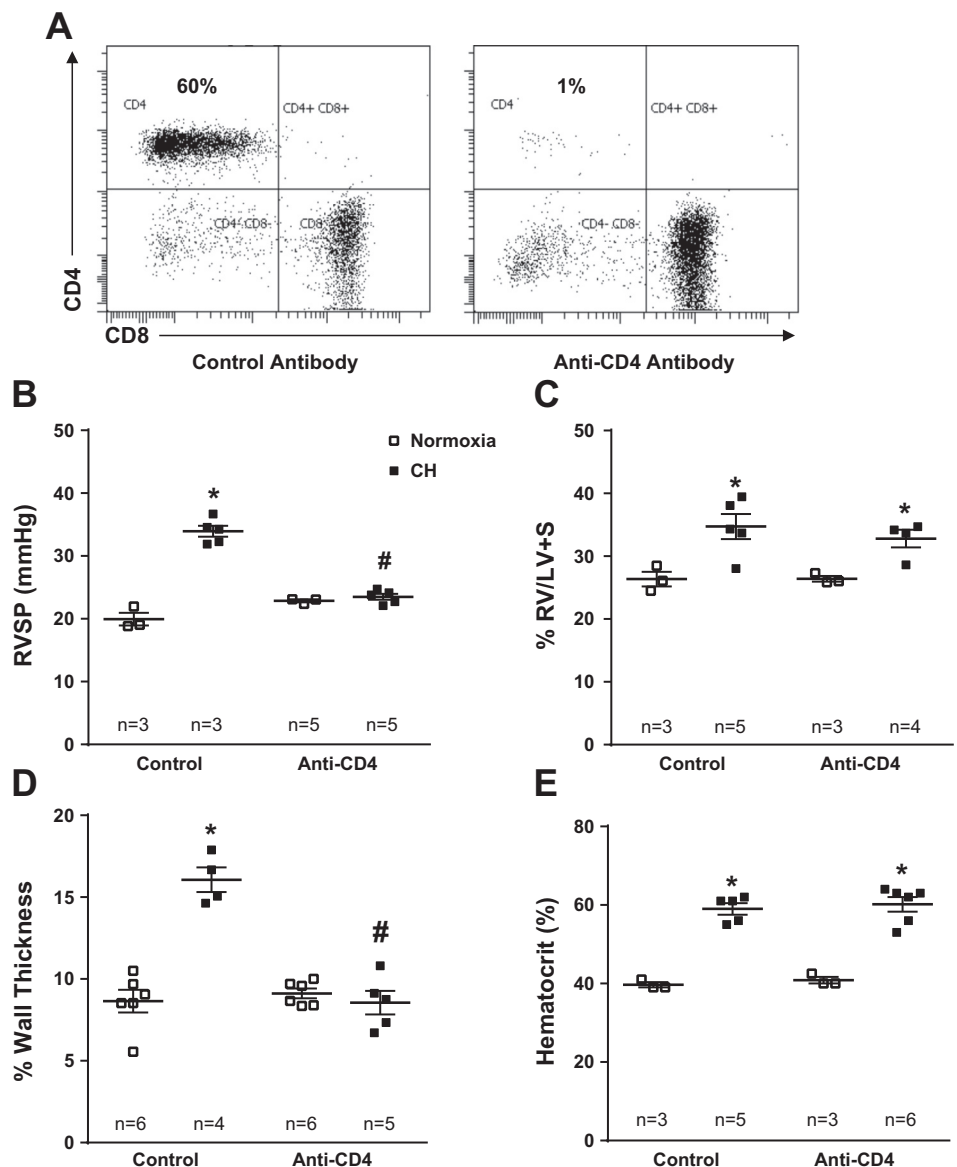 A
60%
CD4
CD4+ CD8+
CD4- CD8-
CD8
1%
CD4
CD4+ CD8+
CD4- CD8-
CD4
CD8
Control Antibody
Anti-CD4 Antibody
B
RVSP (mmHg)
50
40
30
20
10
0
Normoxia
CH
*
#
n=3
n=3
n=5
n=5
Control
Anti-CD4
C
% RV/LV+S
50
40
30
20
10
0
*
*
n=3
n=5
n=3
n=4
Control
Anti-CD4
D
% Wall Thickness
20
15
10
5
0
*
#
n=6
n=4
n=6
n=5
Control
Anti-CD4
E
Hematocrit (%)
80
60
40
20
0
*
*
n=3
n=5
n=3
n=6
Control
Anti-CD4